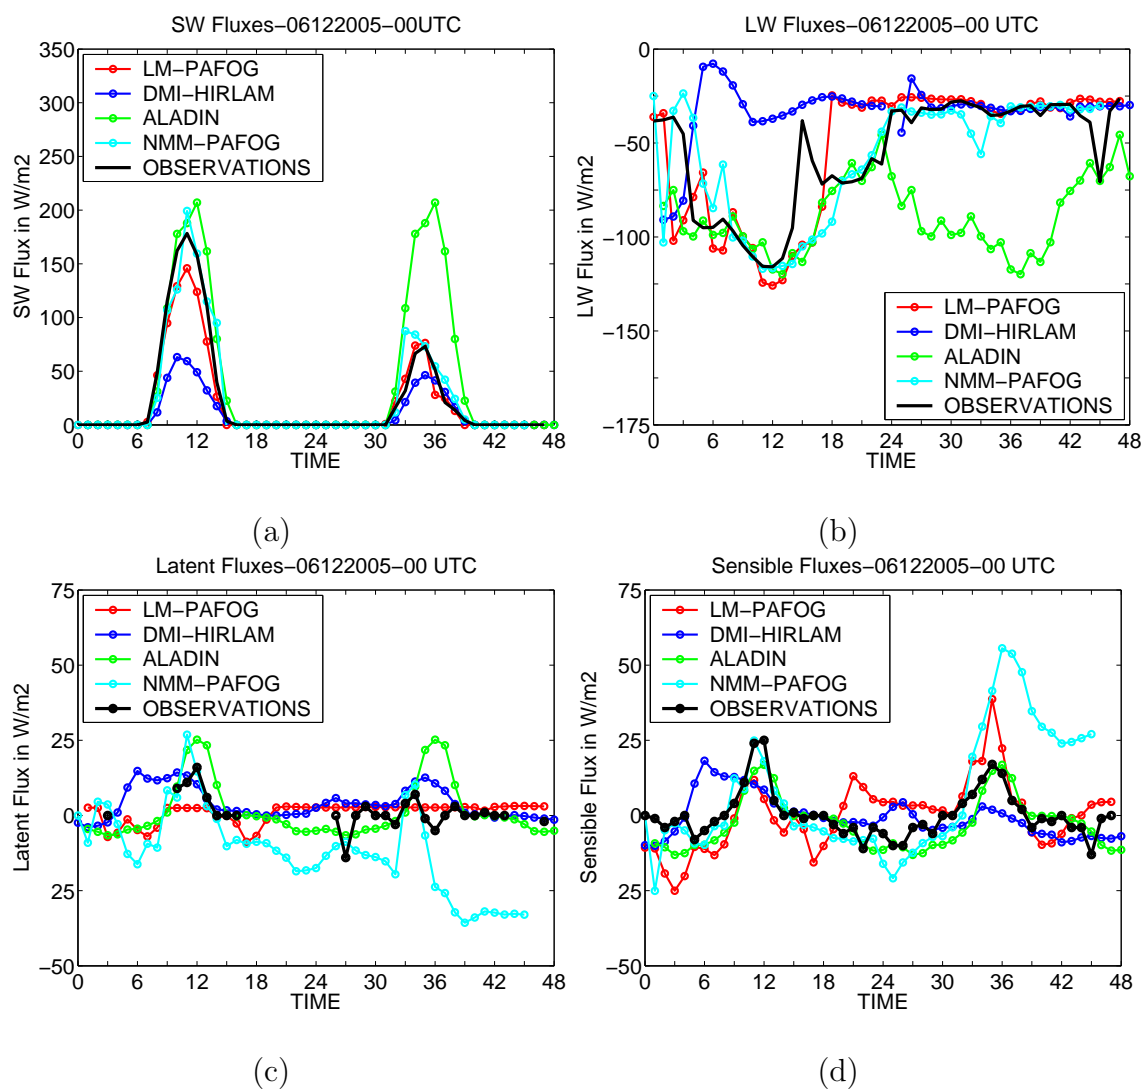 SW Fluxes−06122005−00UTC
350
300
250
200
150
100
50
0
SW Flux in W/m2
LM−PAFOG
DMI−HIRLAM
ALADIN
NMM−PAFOG
OBSERVATIONS
0 6 12 18 24 30 36 42 48
TIME
(a)
LW Fluxes−06122005−00 UTC
0
−25
−50
−75
−100
−125
−150
−175
LW Flux in W/m2
LM−PAFOG
DMI−HIRLAM
ALADIN
NMM−PAFOG
OBSERVATIONS
0 6 12 18 24 30 36 42 48
TIME
(b)
Latent Fluxes−06122005−00 UTC
75
50
25
0
25
−50
Latent Flux in W/m2
LM−PAFOG
DMI−HIRLAM
ALADIN
NMM−PAFOG
OBSERVATIONS
0 6 12 18 24 30 36 42 48
TIME
(c)
Sensible Fluxes−06122005−00 UTC
75
50
25
0
25
−50
Sensible Flux in W/m2
LM−PAFOG
DMI−HIRLAM
ALADIN
NMM−PAFOG
OBSERVATIONS
0 6 12 18 24 30 36 42 48
TIME
(d)